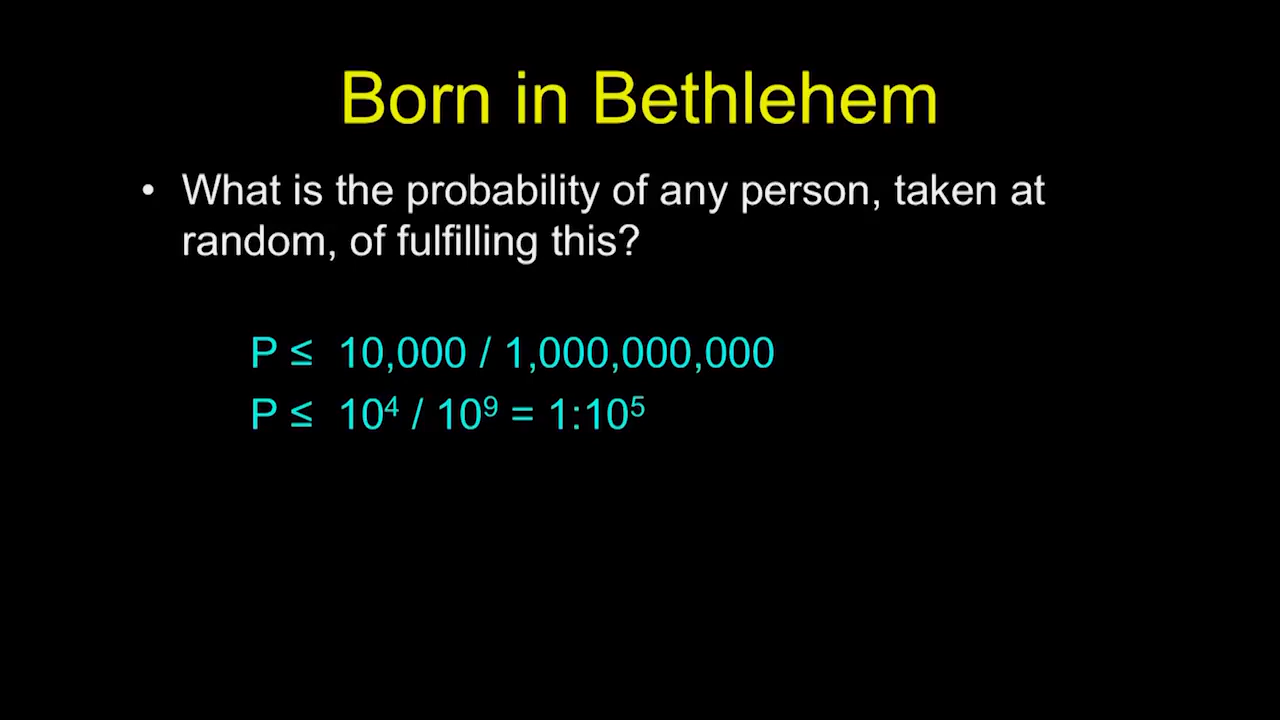 Born in Bethlehem
• What is the probability of any person, taken at
random, of fulfilling this?
P ≤ 10,000 / 1,000,000,000
P ≤ 10⁴ / 10⁹ = 1:10⁵